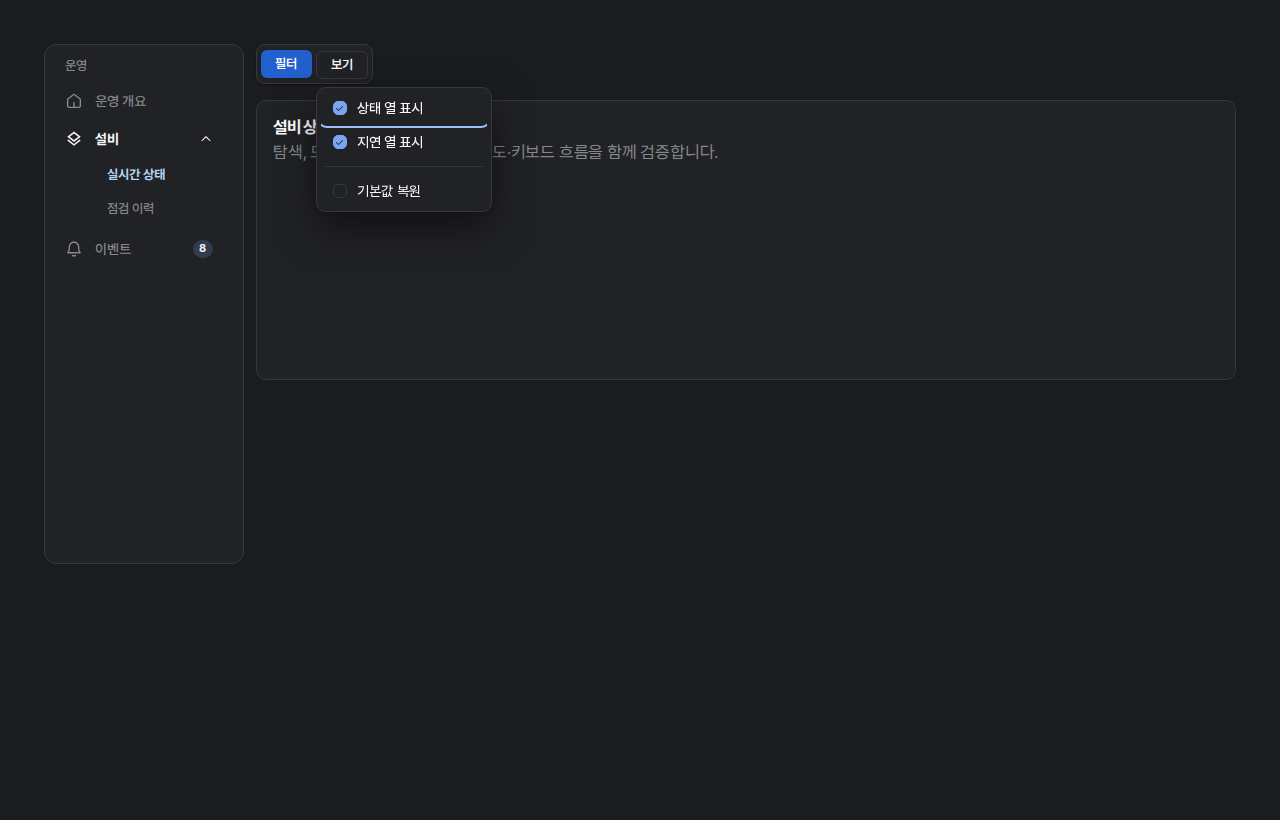 운영
운영 개요
설비
실시간 상태
점검 이력
이벤트
8
필터
보기
상태 열 표시
지연 열 표시
기본값 복원
설비 상
탐색,
도·키보드 흐름을 함께 검증합니다.